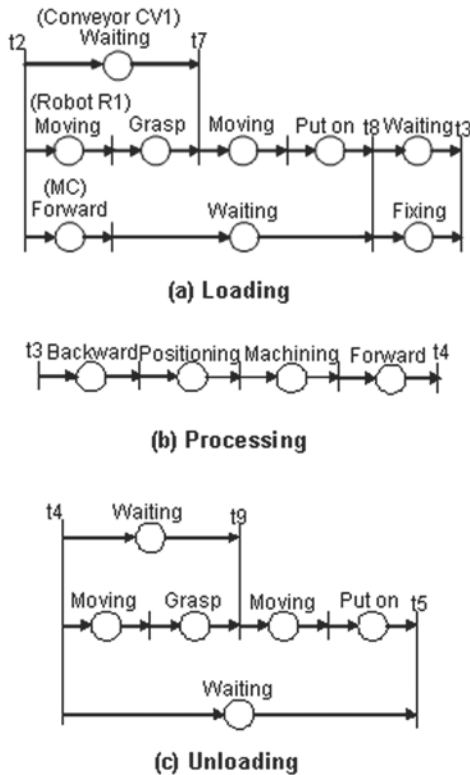 (Conveyor CV1)
t2 Waiting t7
(Robot R1)
Moving Grasp Moving Put on t8 Waiting t3
(MC)
Forward Waiting Fixing
(a) Loading
t3 Backward Positioning Machining Forward t4
(b) Processing
t4 Waiting t9
Moving Grasp Moving Put on t5
Waiting
(c) Unloading